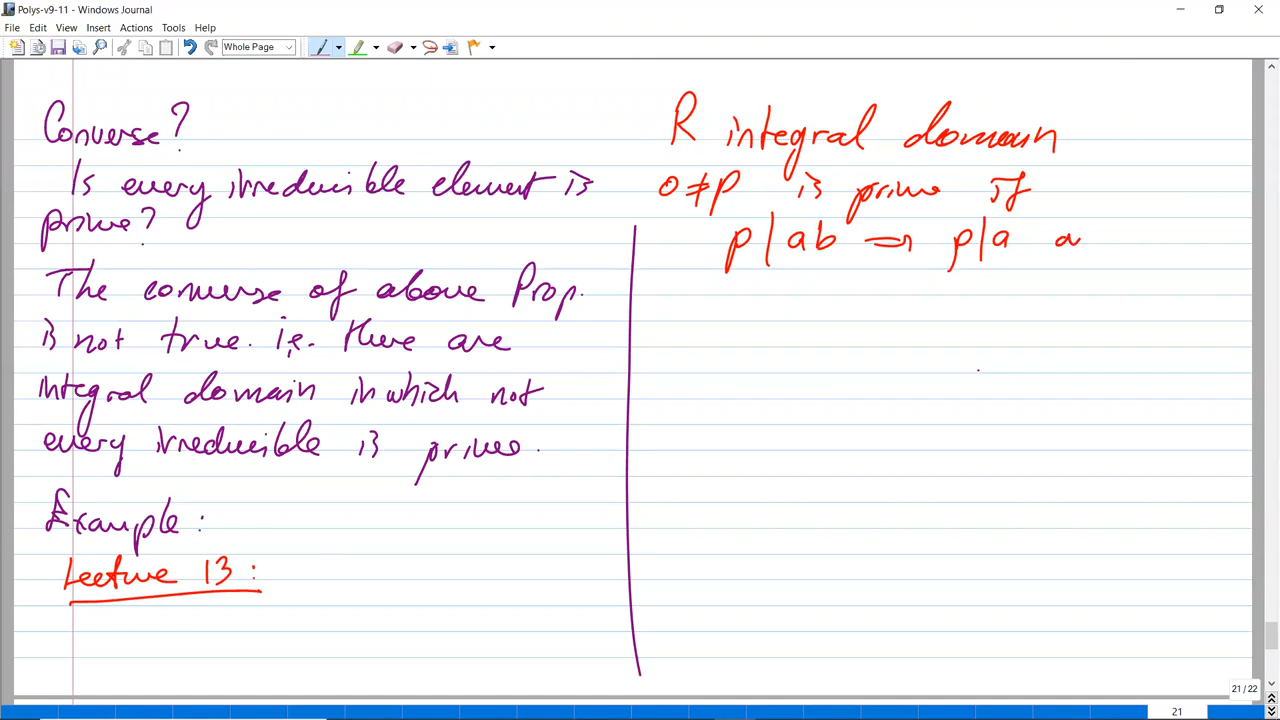 Polys-v9-11 - Windows Journal
File Edit View Insert Actions Tools Help
Whole Page
Converse?
Is every irreducible element is
prime?
The converse of above Prop.
is not true. i.e. there are
integral domain in which not
every irreducible is prime.
Example:
Lecture 13:
R integral domain
0≠p is prime if
p|ab ⇒ p|a or
21 / 22
21